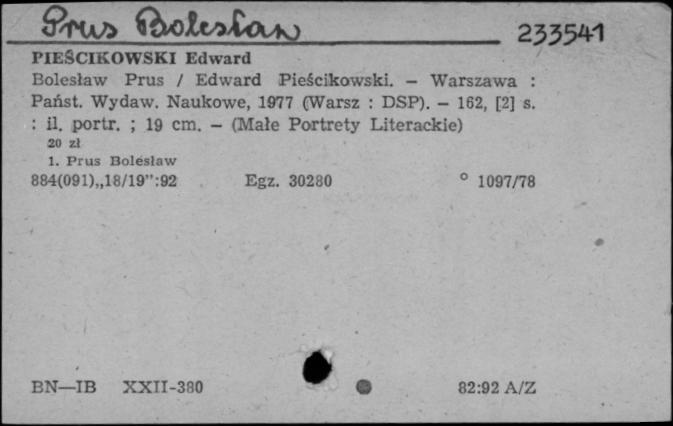 Prus Bolesław 233541
PIEŚCIKOWSKI Edward
Bolesław Prus / Edward Pieścikowski. – Warszawa :
Państ. Wydaw. Naukowe, 1977 (Warsz : DSP). – 162, [2] s.
: il. portr. ; 19 cm. – (Małe Portrety Literackie)
20 zł
1. Prus Bolesław
884(091)„18/19”:92 Egz. 30280 ° 1097/78
BN—IB XXII-380 82:92 A/Z